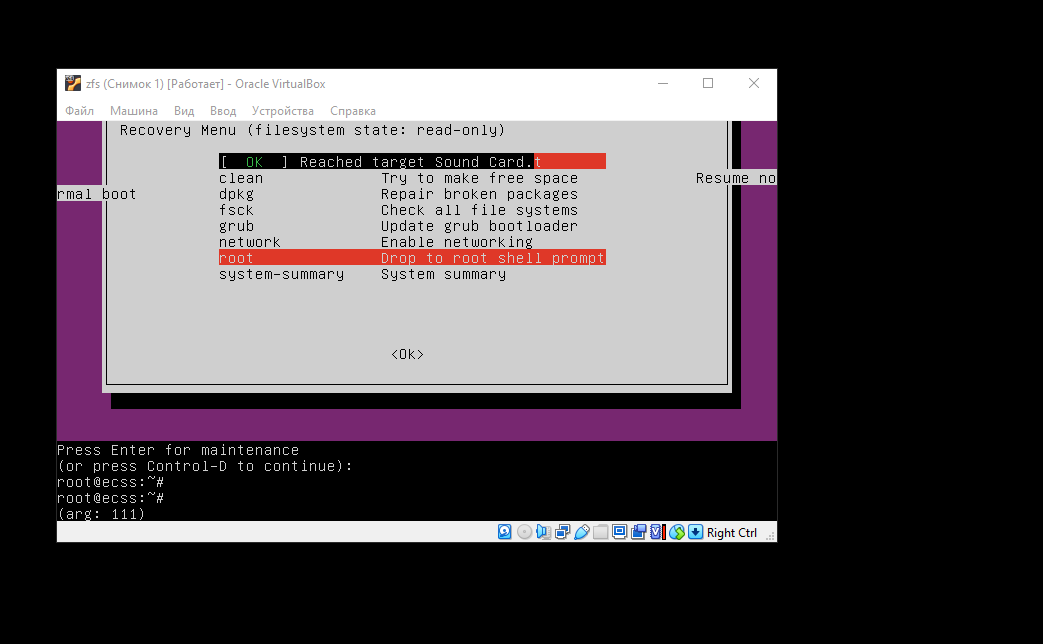 zfs (Снимок 1) [Работает] - Oracle VirtualBox
Файл Машина Вид Ввод Устройства Справка
Recovery Menu (filesystem state: read-only)
[ OK ] Reached target Sound Card.t
clean Try to make free space Resume no
rmal boot dpkg Repair broken packages
fsck Check all file systems
grub Update grub bootloader
network Enable networking
root Drop to root shell prompt
system-summary System summary
<Ok>
Press Enter for maintenance
(or press Control-D to continue):
root@ecss:~#
root@ecss:~#
(arg: 111)
Right Ctrl